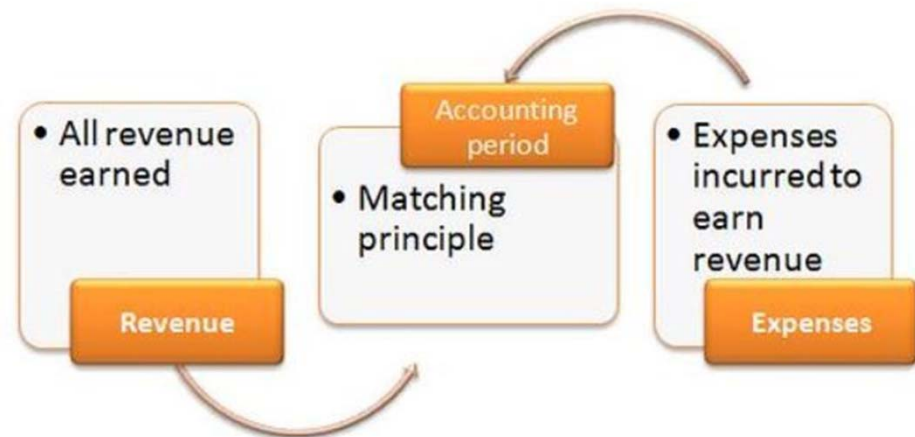 • All revenue
earned
Revenue
Accounting
period
• Matching
principle
• Expenses
incurred to
earn
revenue
Expenses